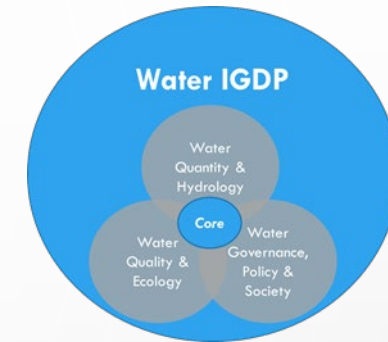 Water IGDP
Water
Quantity &
Hydrology
Core
Water
Quality &
Ecology
Water
Governance,
Policy &
Society